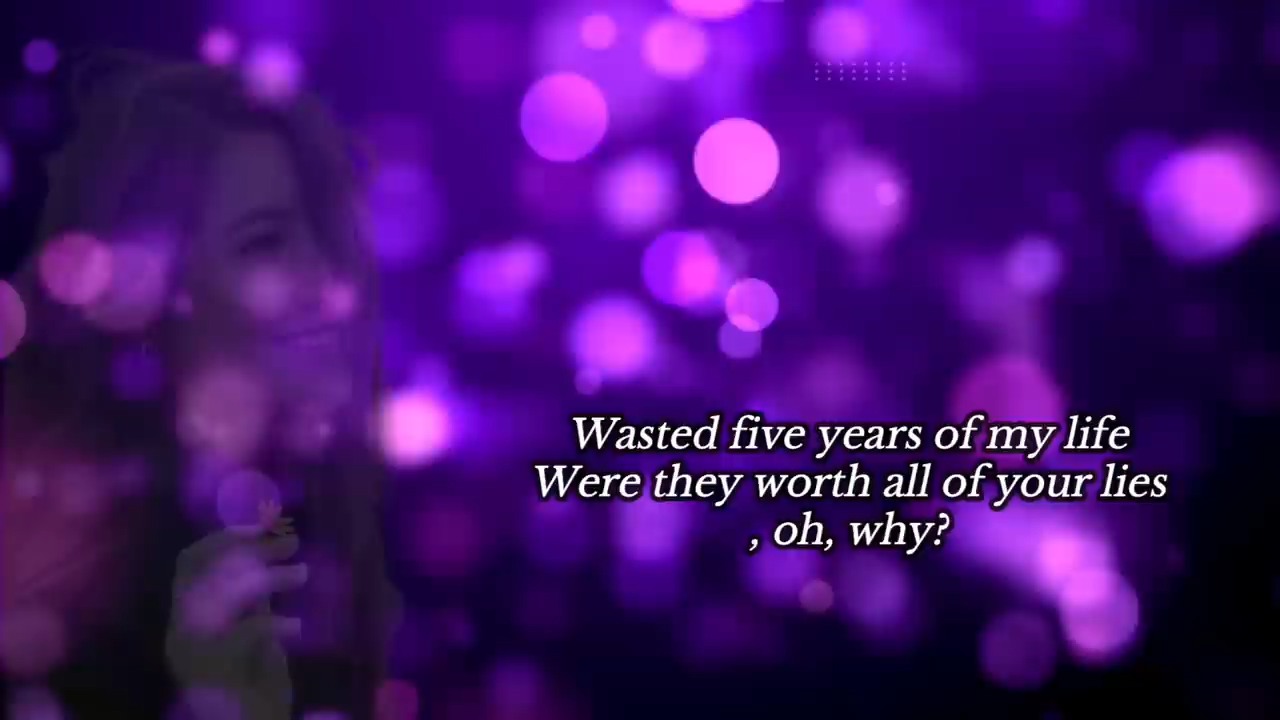 Wasted five years of my life
Were they worth all of your lies
, oh, why?